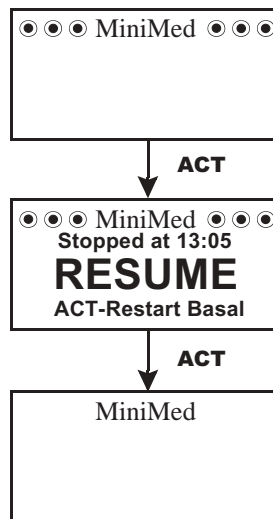 MiniMed
ACT
MiniMed
Stopped at 13:05
RESUME
ACT-Restart Basal
ACT
MiniMed